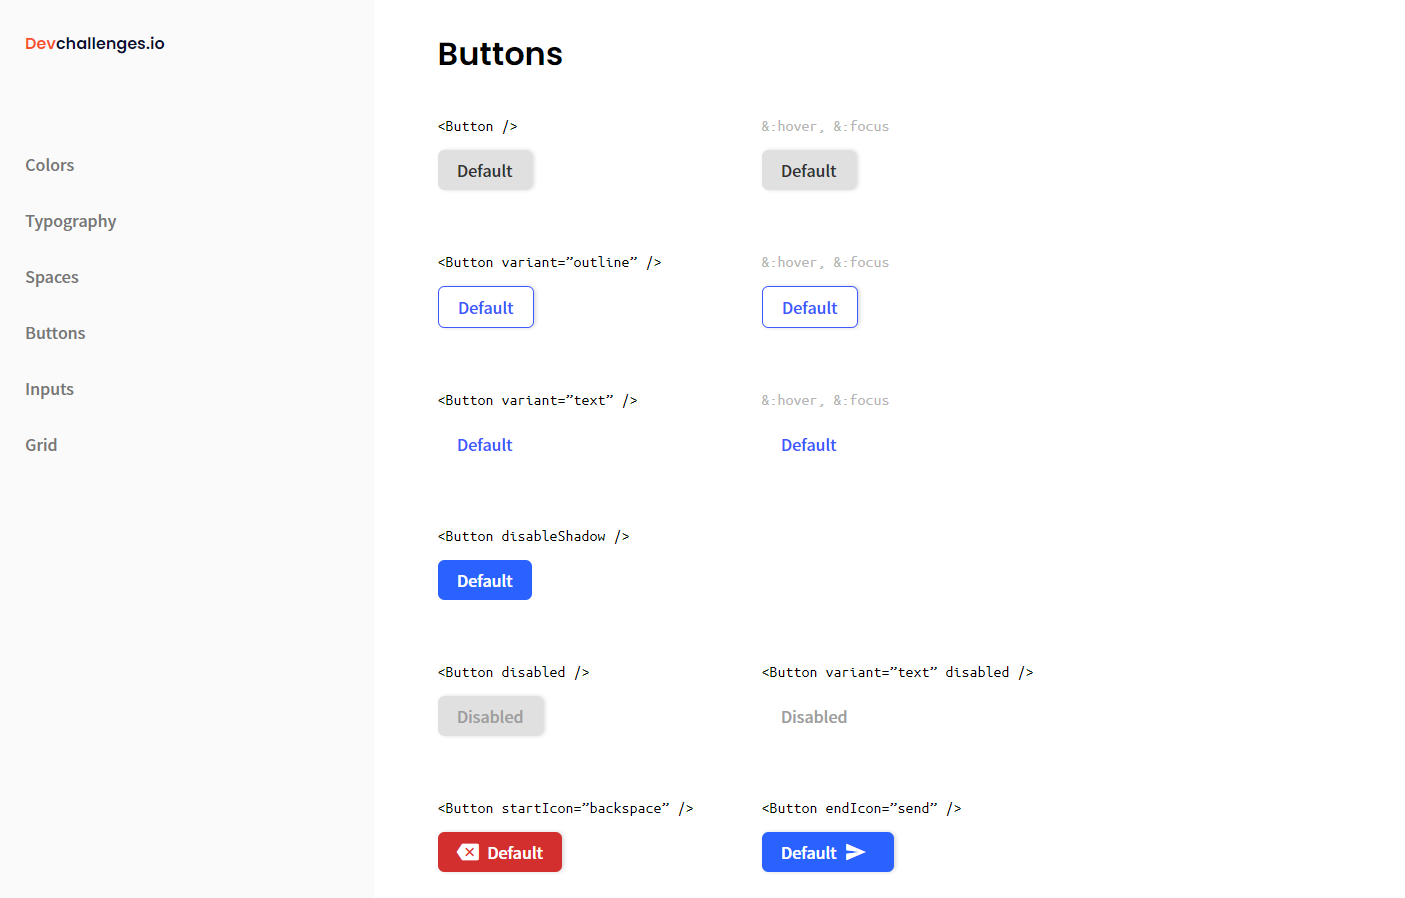 Devchallenges.io
Colors
Typography
Spaces
Buttons
Inputs
Grid
Buttons
<Button />
&:hover, &:focus
Default
Default
<Button variant=”outline” />
&:hover, &:focus
Default
Default
<Button variant=”text” />
&:hover, &:focus
Default
Default
<Button disableShadow />
Default
<Button disabled />
<Button variant=”text” disabled />
Disabled
Disabled
<Button startIcon=”backspace” />
<Button endIcon=”send” />
Default
Default